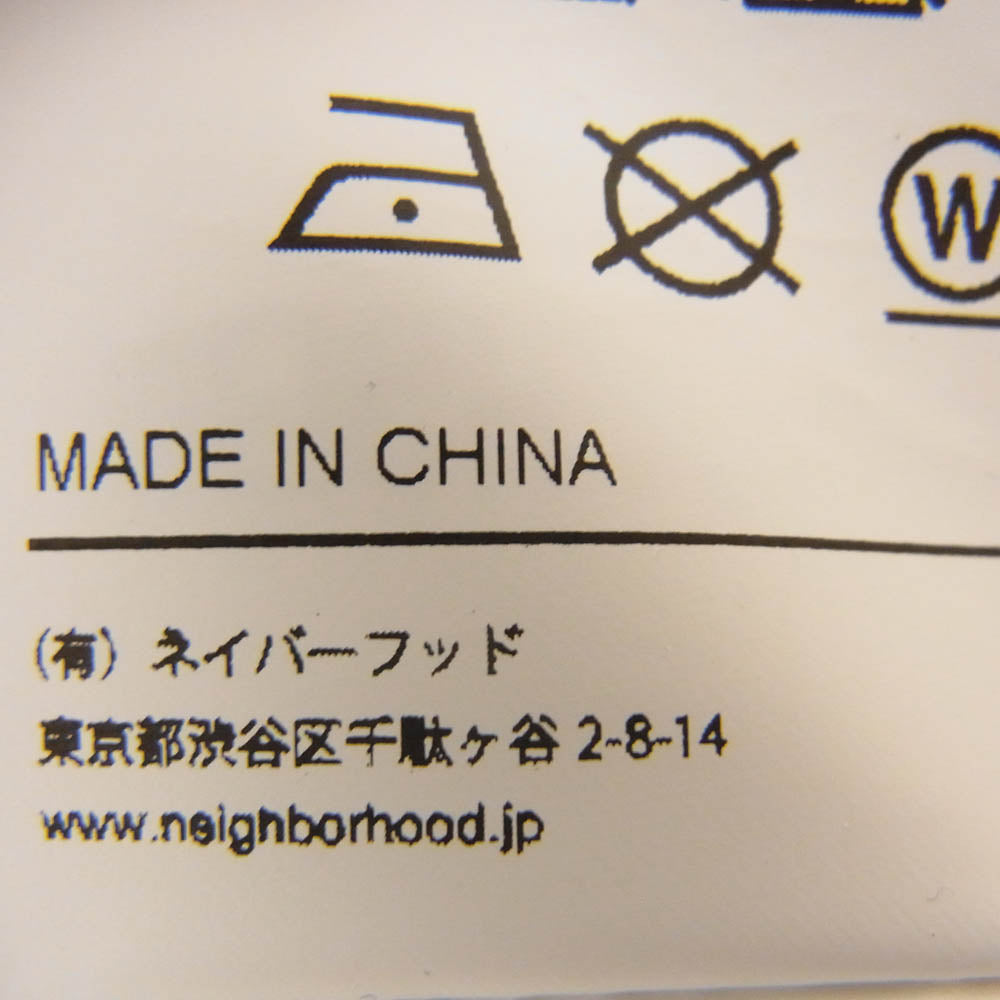 W
MADE IN CHINA
(有) ネイバーフッド
東京都渋谷区千駄ヶ谷 2-8-14
www.neighborhood.jp